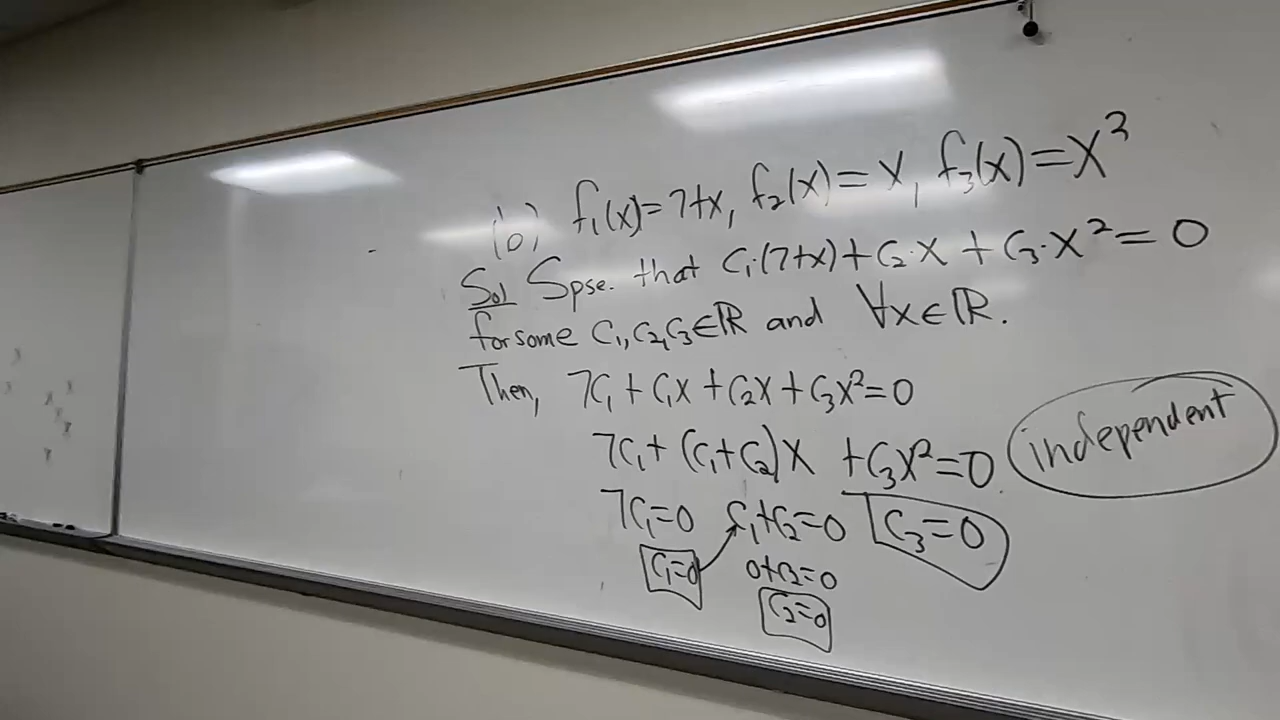 (b) f₁(x)=7+x, f₂(x)=x, f₃(x)=x²
Sol Spse. that C₁·(7+x)+C₂·x+C₃·x²=0
for some C₁,C₂,C₃∈ℝ and ∀x∈ℝ.
Then, 7C₁+C₁x+C₂x+C₃x²=0
7C₁+(C₁+C₂)x+C₃x²=0
independent
7C₁=0 C₁+C₂=0 C₃=0
C₁=0 0+C₂=0
C₂=0